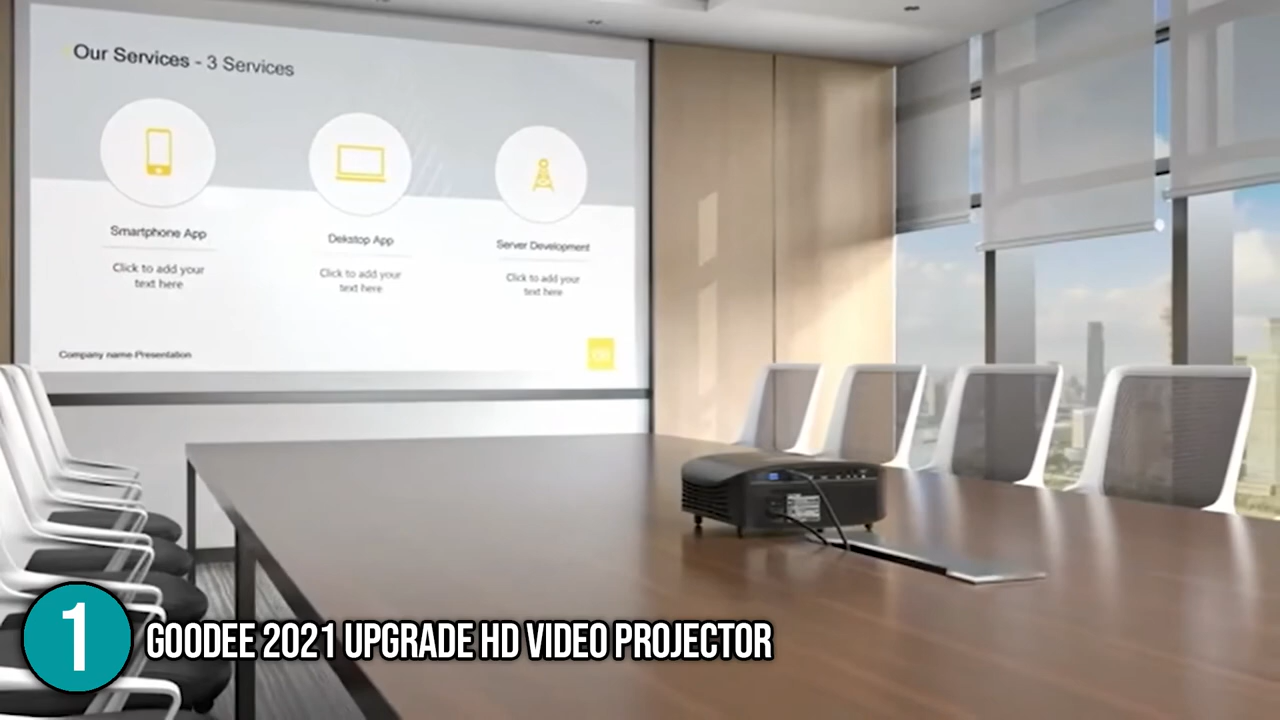 Our Services - 3 Services
Smartphone App
Dekstop App
Server Development
Click to add your
text here
Click to add your
text here
Click to add your
text here
Company name-Presentation
1
GOODEE 2021 UPGRADE HD VIDEO PROJECTOR